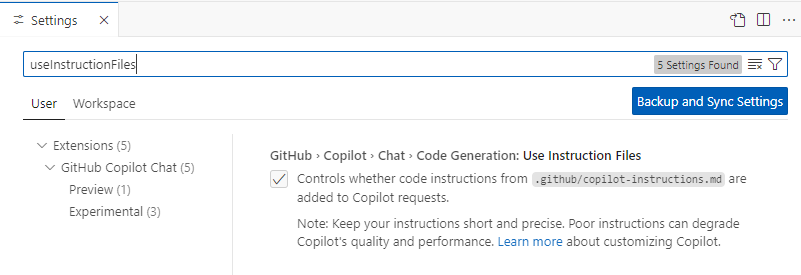 Settings
useInstructionFiles
5 Settings Found
User
Workspace
Backup and Sync Settings
Extensions (5)
GitHub Copilot Chat (5)
Preview (1)
Experimental (3)
GitHub › Copilot › Chat › Code Generation: Use Instruction Files
Controls whether code instructions from .github/copilot-instructions.md are
added to Copilot requests.
Note: Keep your instructions short and precise. Poor instructions can degrade
Copilot's quality and performance. Learn more about customizing Copilot.